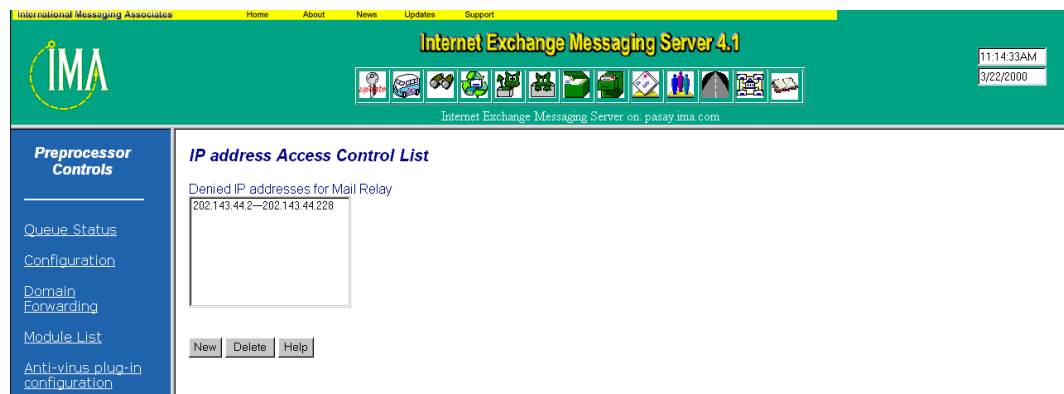 International Messaging Associates
Home About News Updates Support
IMA
Internet Exchange Messaging Server 4.1
11:14:33AM
3/22/2000
update
Internet Exchange Messaging Server on: pasay.ima.com
Preprocessor
Controls
Queue Status
Configuration
Domain
Forwarding
Module List
Anti-virus plug-in
configuration
IP address Access Control List
Denied IP addresses for Mail Relay
202.143.44.2—202.143.44.228
New Delete Help